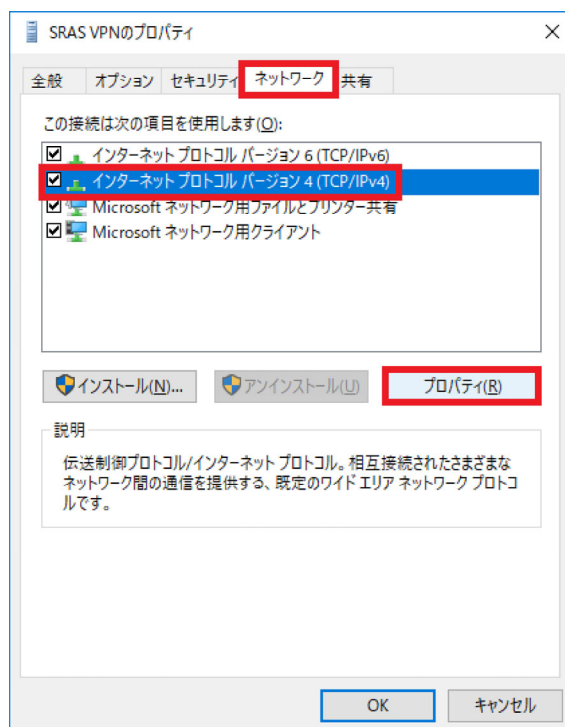 SRAS VPNのプロパティ
全般 オプション セキュリティ ネットワーク 共有
この接続は次の項目を使用します(O):
インターネット プロトコル バージョン 6 (TCP/IPv6)
インターネット プロトコル バージョン 4 (TCP/IPv4)
Microsoft ネットワーク用ファイルとプリンター共有
Microsoft ネットワーク用クライアント
インストール(N)... アンインストール(U) プロパティ(R)
説明
伝送制御プロトコル/インターネット プロトコル。相互接続されたさまざまな
ネットワーク間の通信を提供する、既定のワイド エリア ネットワーク プロトコ
ルです。
OK キャンセル